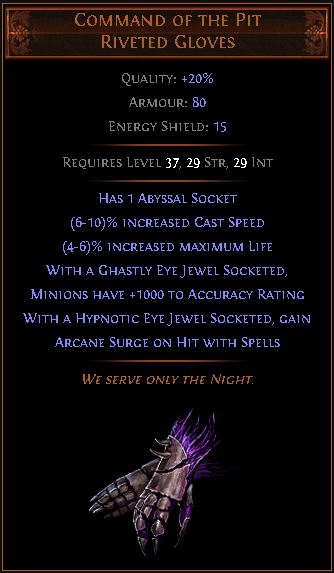 Command of the Pit
Riveted Gloves
Quality: +20%
Armour: 80
Energy Shield: 15
Requires Level 37, 29 Str, 29 Int
Has 1 Abyssal Socket
(6-10)% increased Cast Speed
(4-6)% increased maximum Life
With a Ghastly Eye Jewel Socketed,
Minions have +1000 to Accuracy Rating
With a Hypnotic Eye Jewel Socketed, gain
Arcane Surge on Hit with Spells
We serve only the Night.